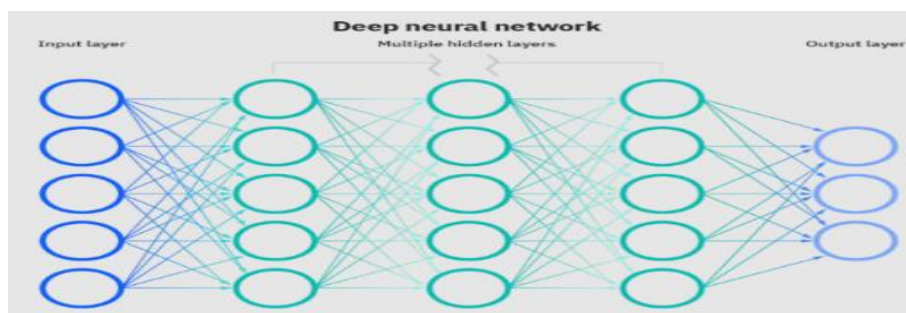 Deep neural network
Input layer
Multiple hidden layers
Output layer